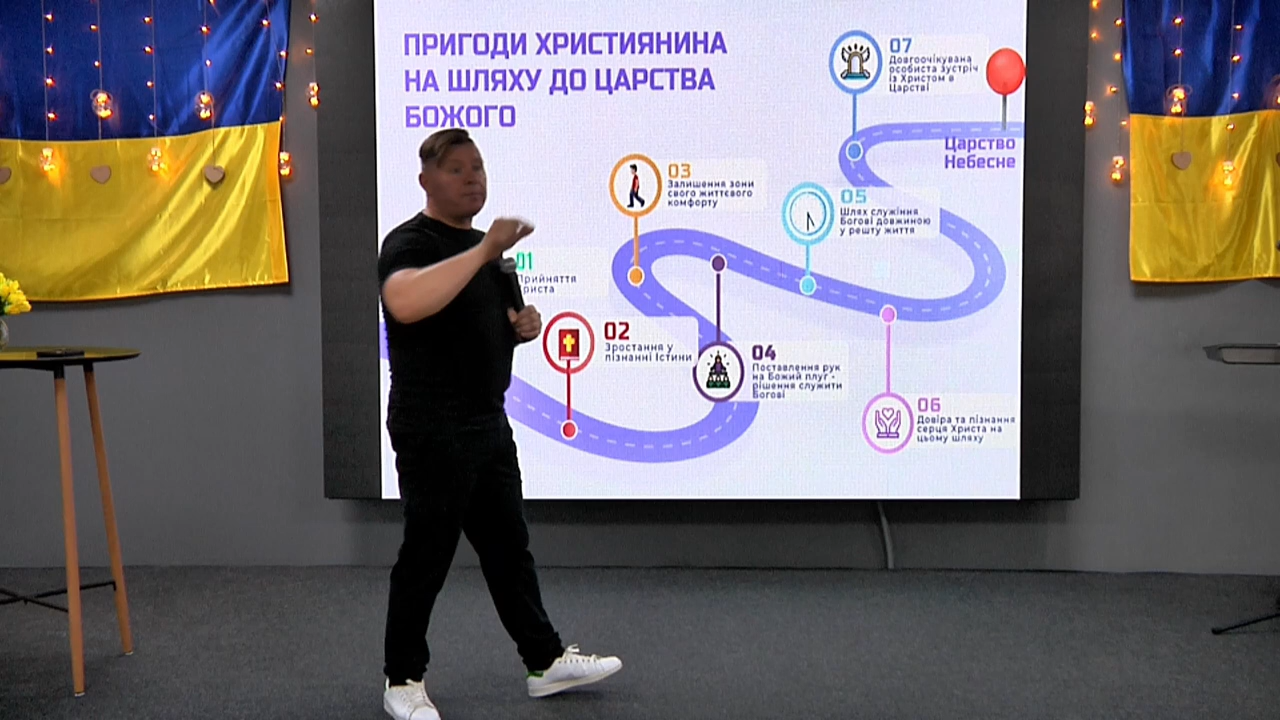 ПРИГОДИ ХРИСТИЯНИНА
НА ШЛЯХУ ДО ЦАРСТВА
БОЖОГО
01
Прийняття
риста
02
Зростання у
пізнанні Істини
03
Залишення зони
свого життєвого
комфорту
04
Поставлення рук
на Божий плуг -
рішення служити
Богові
05
Шлях служіння
Богові довжиною
у решту життя
06
Довіра та пізнання
серця Христа на
цьому шляху
07
Довгоочікувана
особиста зустріч
із Христом в
Царстві
Царство
Небесне